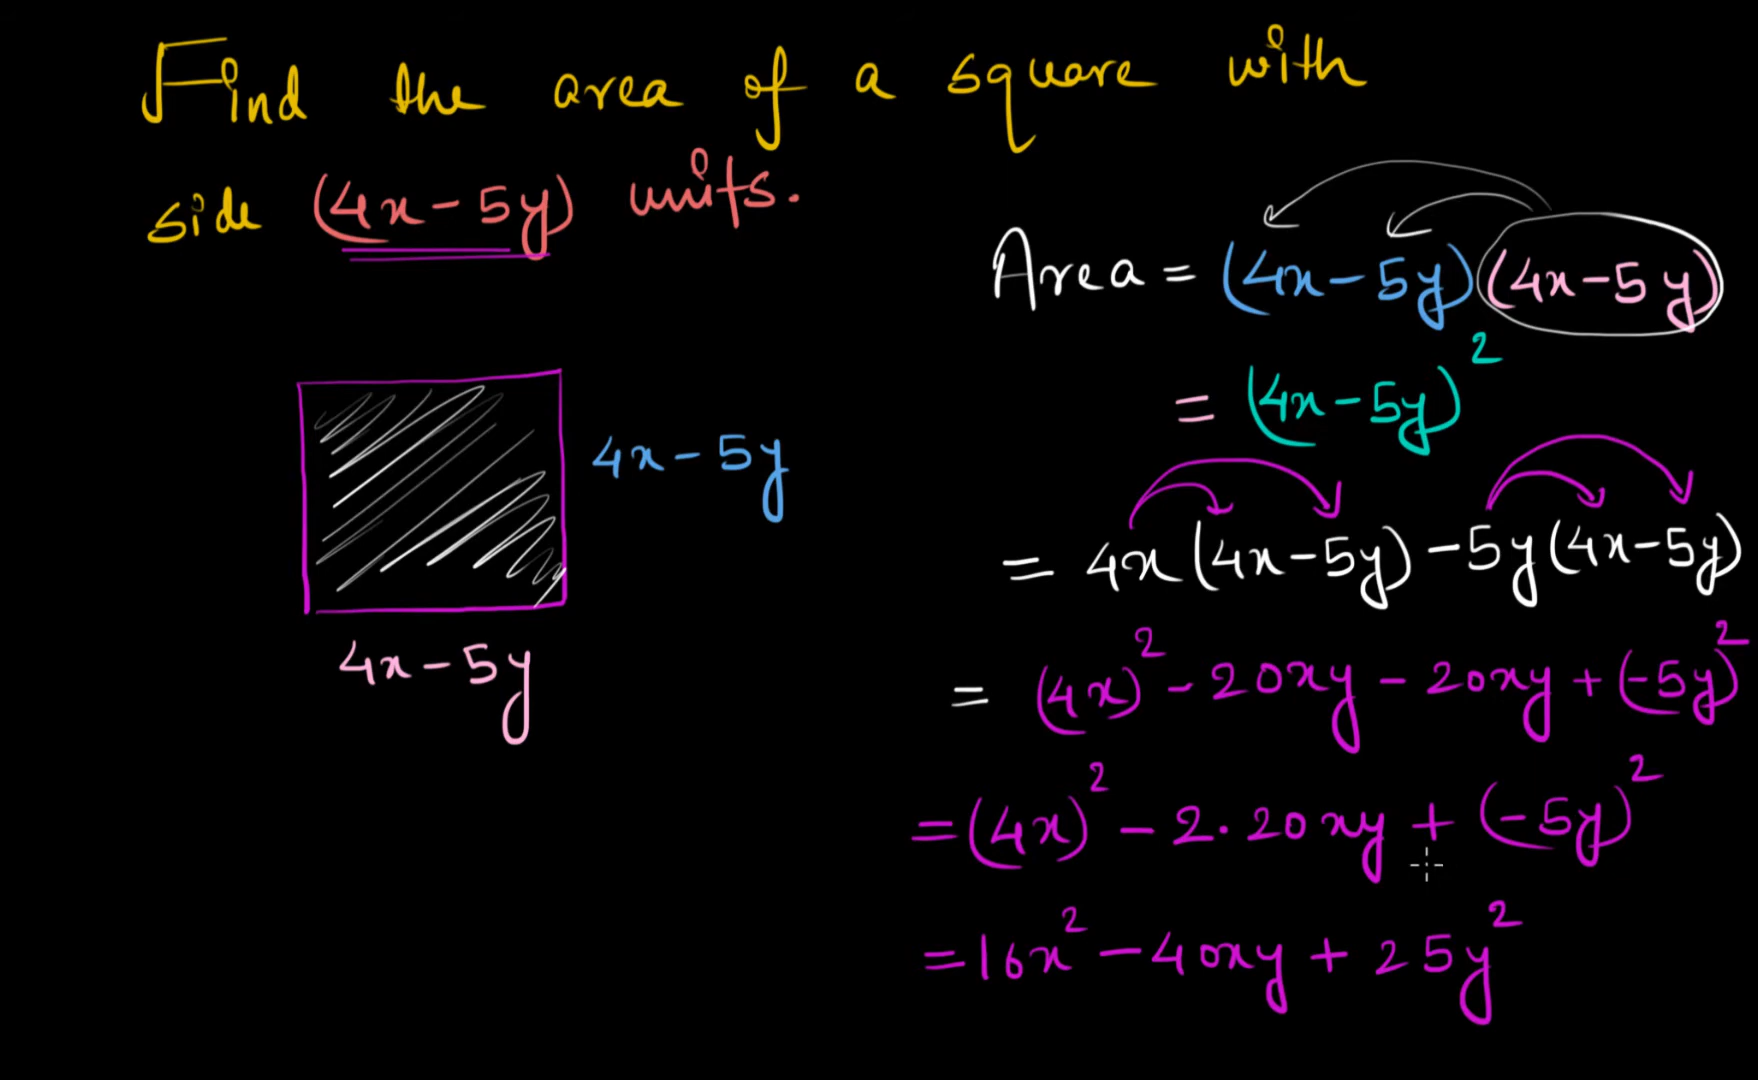 Find the area of a square with
side (4x-5y) units.
4x-5y
4x-5y
Area = (4x-5y)(4x-5y)
= (4x-5y)²
= 4x(4x-5y)-5y(4x-5y)
= (4x)² - 20xy - 20xy + (-5y)²
= (4x)² - 2·20xy + (-5y)²
= 16x² - 40xy + 25y²